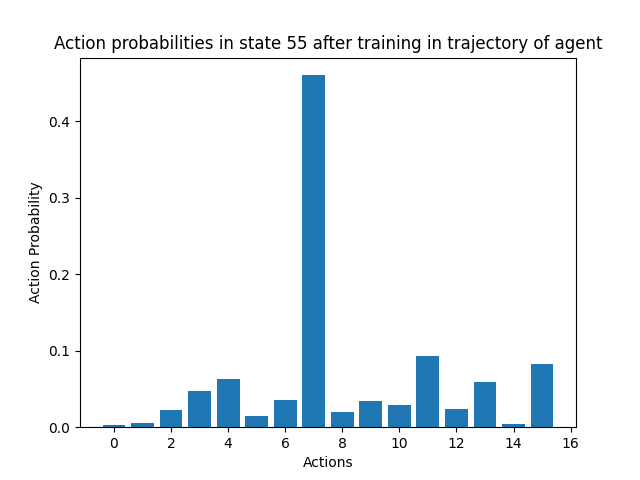 Action probabilities in state 55 after training in trajectory of agent
Action Probability
0.4
0.3
0.2
0.1
0.0
0 2 4 6 8 10 12 14 16
Actions